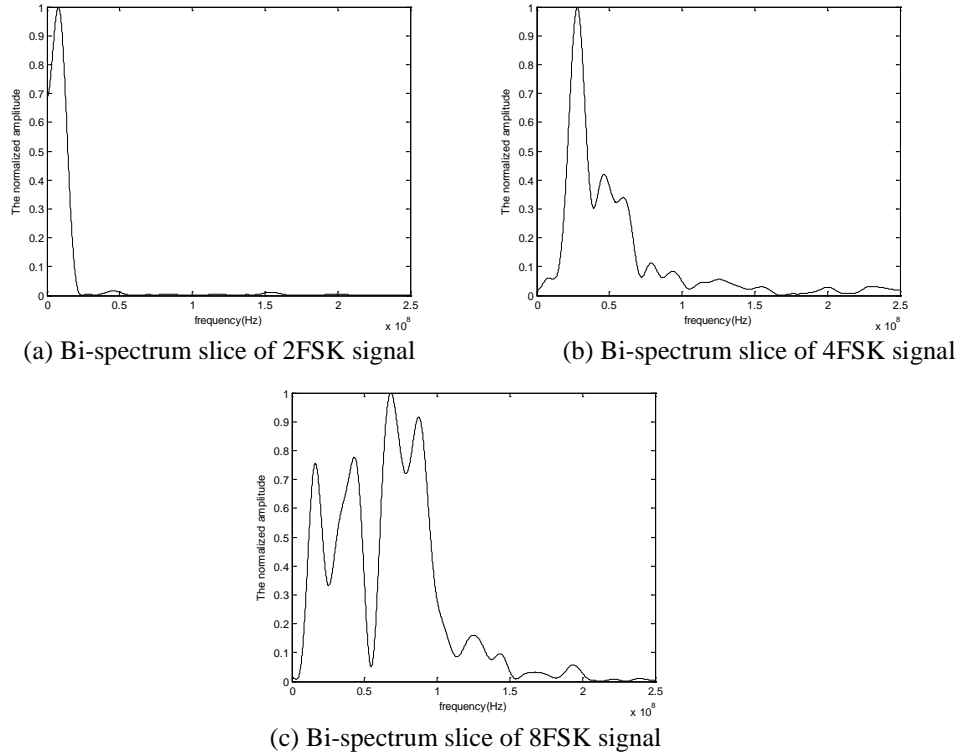 1
0.9
0.8
0.7
0.6
0.5
0.4
0.3
0.2
0.1
0
The normalized amplitude
0 0.5 1 1.5 2 2.5
frequency(Hz)
x 10^8
(a) Bi-spectrum slice of 2FSK signal
1
0.9
0.8
0.7
0.6
0.5
0.4
0.3
0.2
0.1
0
The normalized amplitude
0 0.5 1 1.5 2 2.5
frequency(Hz)
x 10^8
(b) Bi-spectrum slice of 4FSK signal
1
0.9
0.8
0.7
0.6
0.5
0.4
0.3
0.2
0.1
0
The normalized amplitude
0 0.5 1 1.5 2 2.5
frequency(Hz)
x 10^8
(c) Bi-spectrum slice of 8FSK signal